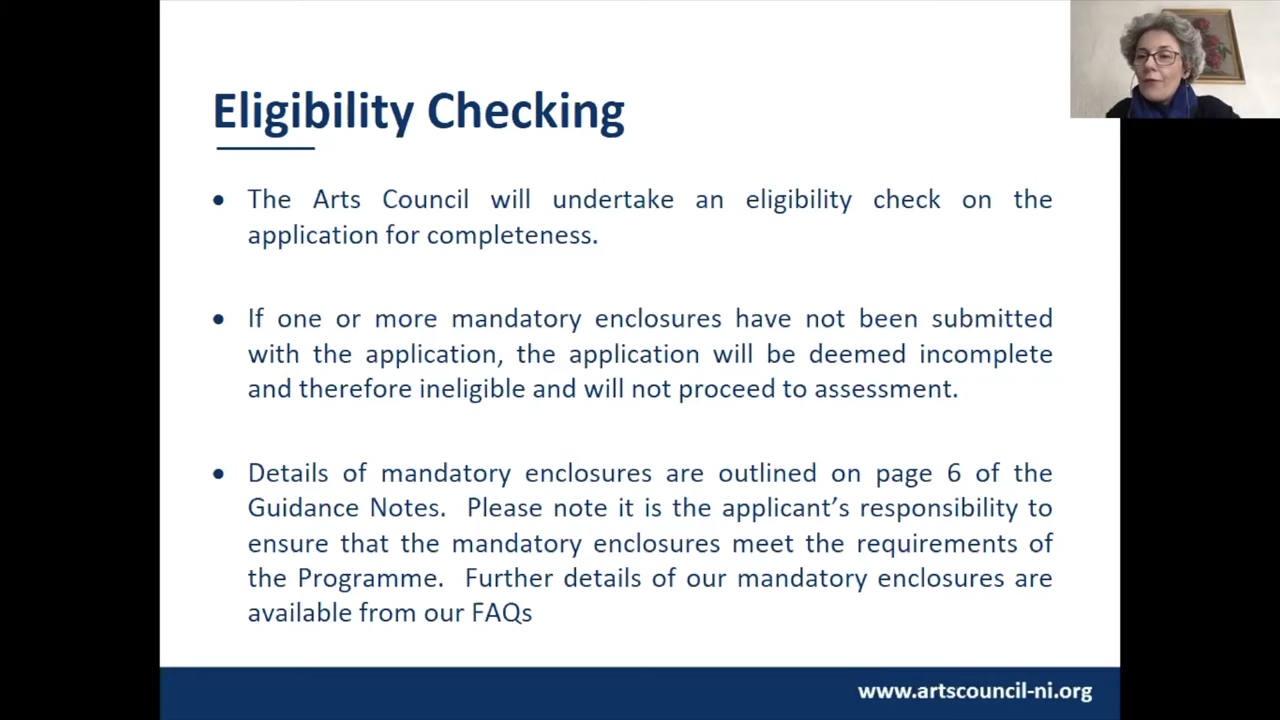 Eligibility Checking
• The Arts Council will undertake an eligibility check on the
application for completeness.
• If one or more mandatory enclosures have not been submitted
with the application, the application will be deemed incomplete
and therefore ineligible and will not proceed to assessment.
• Details of mandatory enclosures are outlined on page 6 of the
Guidance Notes.  Please note it is the applicant’s responsibility to
ensure that the mandatory enclosures meet the requirements of
the Programme.  Further details of our mandatory enclosures are
available from our FAQs
www.artscouncil-ni.org